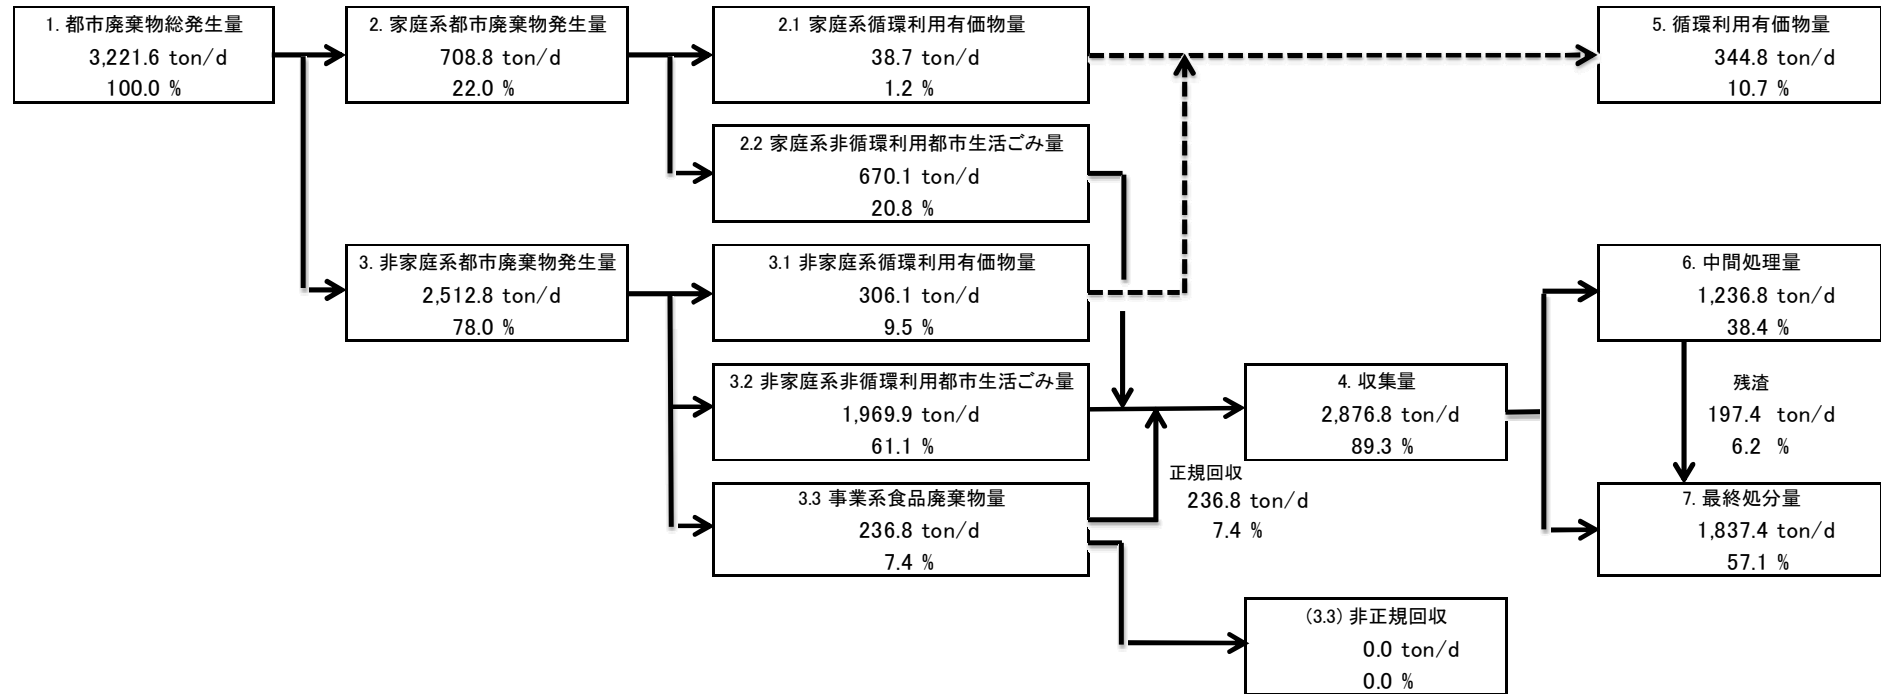 1. 都市廃棄物総発生量
3,221.6 ton/d
100.0 %
2. 家庭系都市廃棄物発生量
708.8 ton/d
22.0 %
2.1 家庭系循環利用有価物量
38.7 ton/d
1.2 %
5. 循環利用有価物量
344.8 ton/d
10.7 %
2.2 家庭系非循環利用都市生活ごみ量
670.1 ton/d
20.8 %
3. 非家庭系都市廃棄物発生量
2,512.8 ton/d
78.0 %
3.1 非家庭系循環利用有価物量
306.1 ton/d
9.5 %
6. 中間処理量
1,236.8 ton/d
38.4 %
3.2 非家庭系非循環利用都市生活ごみ量
1,969.9 ton/d
61.1 %
4. 収集量
2,876.8 ton/d
89.3 %
残渣
197.4 ton/d
6.2 %
3.3 事業系食品廃棄物量
236.8 ton/d
7.4 %
正規回収
236.8 ton/d
7.4 %
7. 最終処分量
1,837.4 ton/d
57.1 %
(3.3) 非正規回収
0.0 ton/d
0.0 %